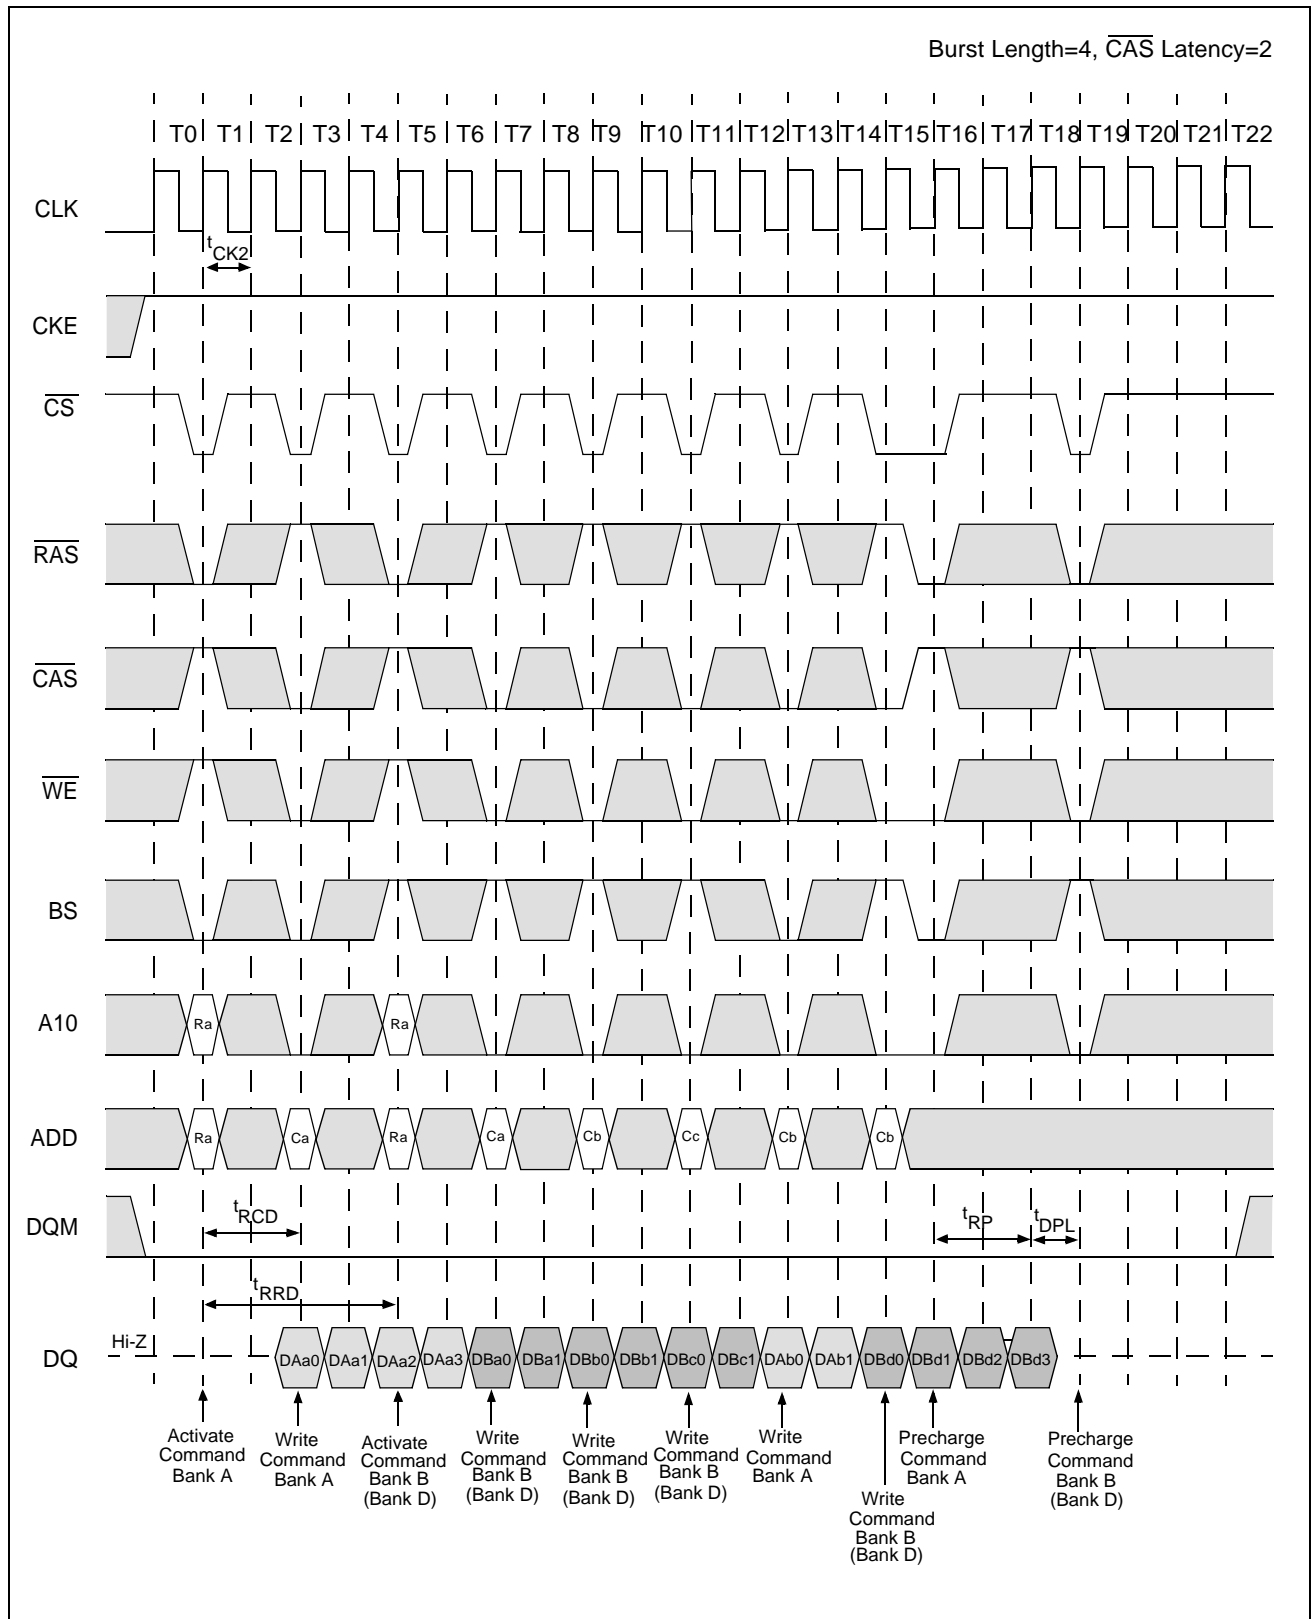 Burst Length=4, CAS Latency=2
T0 T1 T2 T3 T4 T5 T6 T7 T8 T9 T10 T11 T12 T13 T14 T15 T16 T17 T18 T19 T20 T21 T22
CLK
tCK2
CKE
CS
RAS
CAS
WE
BS
A10
Ra Ra
ADD
Ra Ca Ra Ca Cb Cc Cb Cb
DQM
tRCD
tRP
tDPL
tRRD
DQ
Hi-Z
DAa0 DAa1 DAa2 DAa3 DBa0 DBa1 DBb0 DBb1 DBc0 DBc1 DAb0 DAb1 DBd0 DBd1 DBd2 DBd3
Activate
Command
Bank A
Write
Command
Bank A
Activate
Command
Bank B
(Bank D)
Write
Command
Bank B
(Bank D)
Write
Command
Bank B
(Bank D)
Write
Command
Bank B
(Bank D)
Write
Command
Bank A
Write
Command
Bank B
(Bank D)
Precharge
Command
Bank A
Precharge
Command
Bank B
(Bank D)